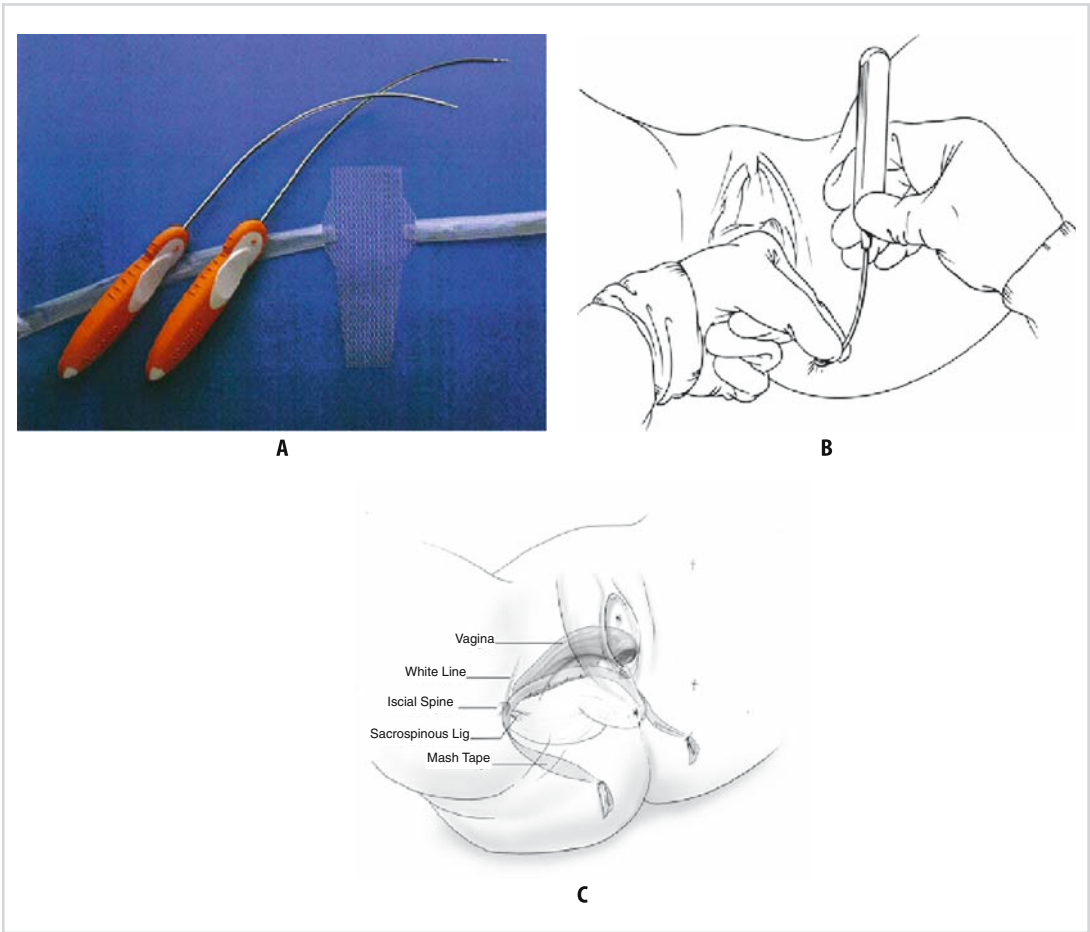 A
B
Vagina
White Line
Iscial Spine
Sacrospinous Lig
Mash Tape
C